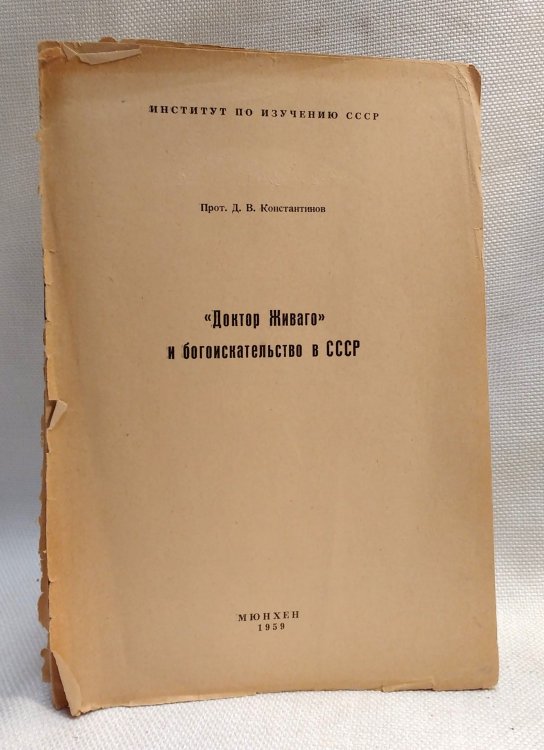 ИНСТИТУТ ПО ИЗУЧЕНИЮ СССР
Прот. Д. В. Константинов
«Доктор Живаго»
и богоискательство в СССР
МЮНХЕН
1959